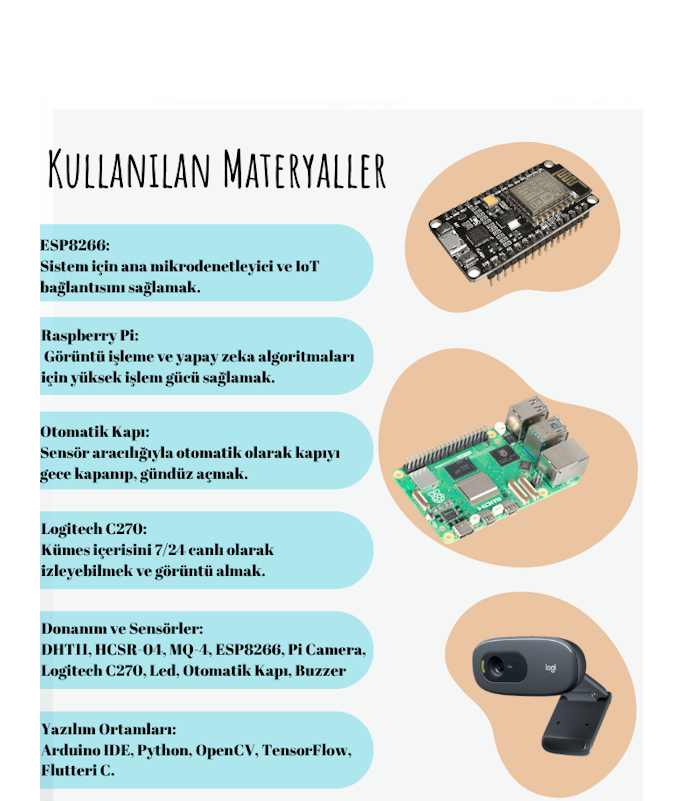 Kullanılan Materyaller
ESP8266:
Sistem için ana mikrodenetleyici ve IoT
bağlantısını sağlamak.
Raspberry Pi:
Görüntü işleme ve yapay zeka algoritmaları
için yüksek işlem gücü sağlamak.
Otomatik Kapı:
Sensör aracılığıyla otomatik olarak kapıyı
gece kapanıp, gündüz açmak.
HDMI
Logitech C270:
Kümes içerisini 7/24 canlı olarak
izleyebilmek ve görüntü almak.
Donanım ve Sensörler:
DHT11, HCSR-04, MQ-4, ESP8266, Pi Camera,
Logitech C270, Led, Otomatik Kapı, Buzzer
logi
Yazılım Ortamları:
Arduino IDE, Python, OpenCV, TensorFlow,
Flutteri C.